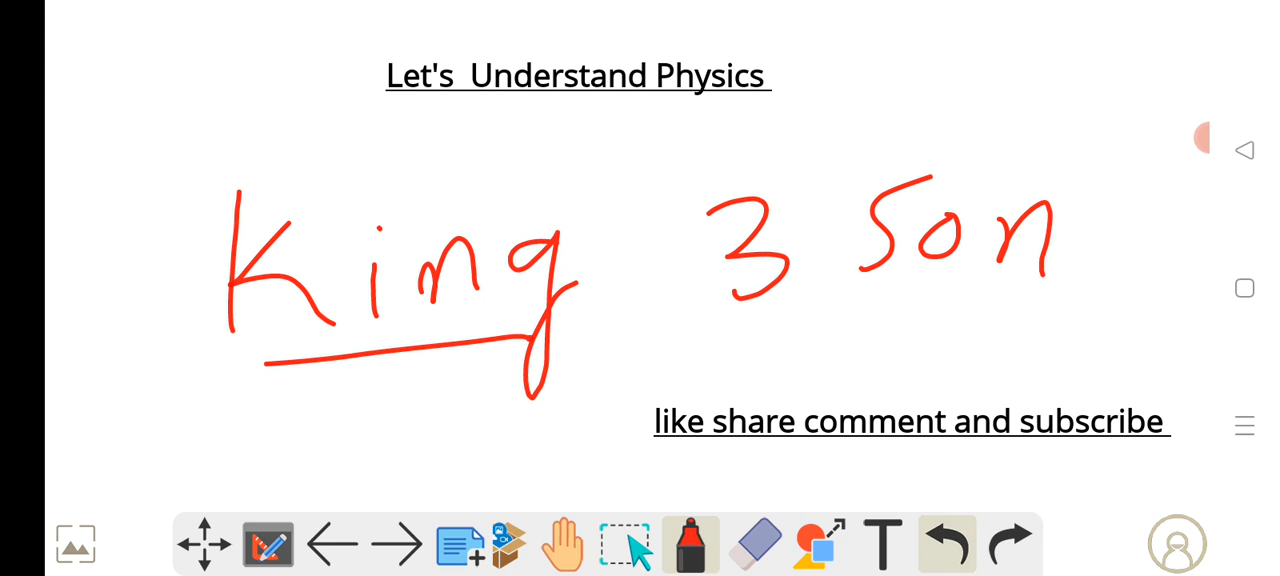 Let's Understand Physics
King 3 Son
like share comment and subscribe